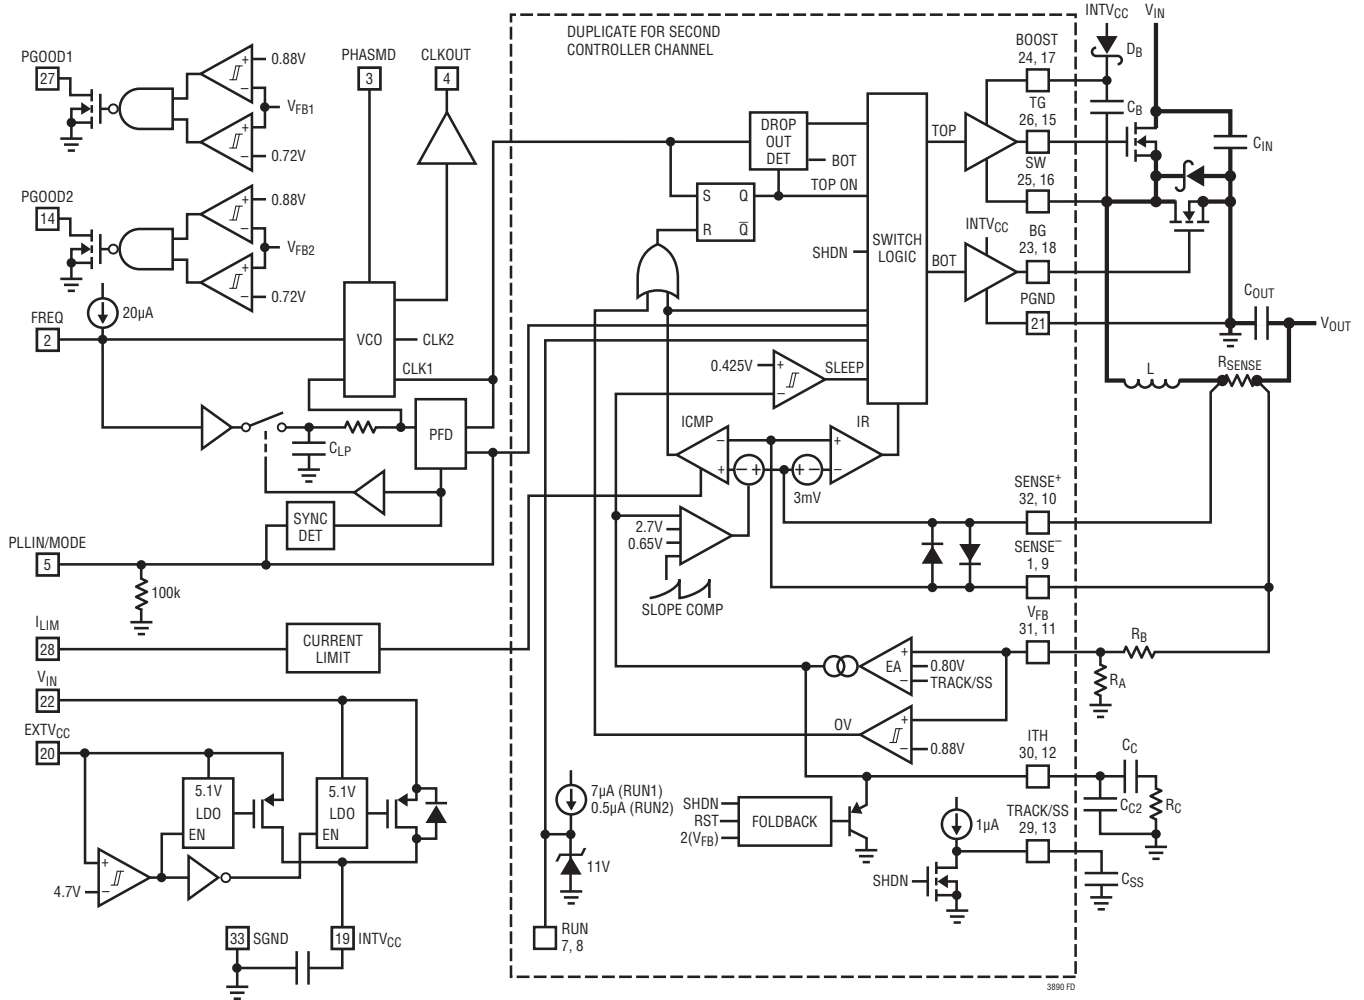 DUPLICATE FOR SECOND
CONTROLLER CHANNEL
PGOOD1
27
0.88V
+
–
VFB1
+
–
0.72V
PGOOD2
14
0.88V
+
–
VFB2
+
–
0.72V
PHASMD
3
CLKOUT
4
FREQ
2
20µA
VCO
CLK2
CLK1
CLP
PFD
SYNC
DET
PLLIN/MODE
5
100k
ILIM
28
CURRENT
LIMIT
VIN
22
EXTVCC
20
5.1V
LDO
EN
5.1V
LDO
EN
+
4.7V
–
33
SGND
19
INTVCC
DROP
OUT
DET
BOT
TOP ON
S
Q
R
Q̅
SHDN
SWITCH
LOGIC
TOP
BOT
INTVCC
0.425V
+
–
SLEEP
ICMP
–
+
– +
+ –
3mV
IR
+
–
2.7V
0.65V
SLOPE COMP
EA
+
0.80V
–
TRACK/SS
OV
+
–
0.88V
7µA (RUN1)
0.5µA (RUN2)
11V
RUN
7, 8
SHDN
RST
2(VFB)
FOLDBACK
1µA
SHDN
INTVCC
VIN
DB
BOOST
24, 17
CB
TG
26, 15
CIN
SW
25, 16
BG
23, 18
PGND
21
COUT
VOUT
L
RSENSE
SENSE+
32, 10
SENSE–
1, 9
VFB
31, 11
RB
RA
ITH
30, 12
CC
CC2
RC
TRACK/SS
29, 13
CSS
3890 FD